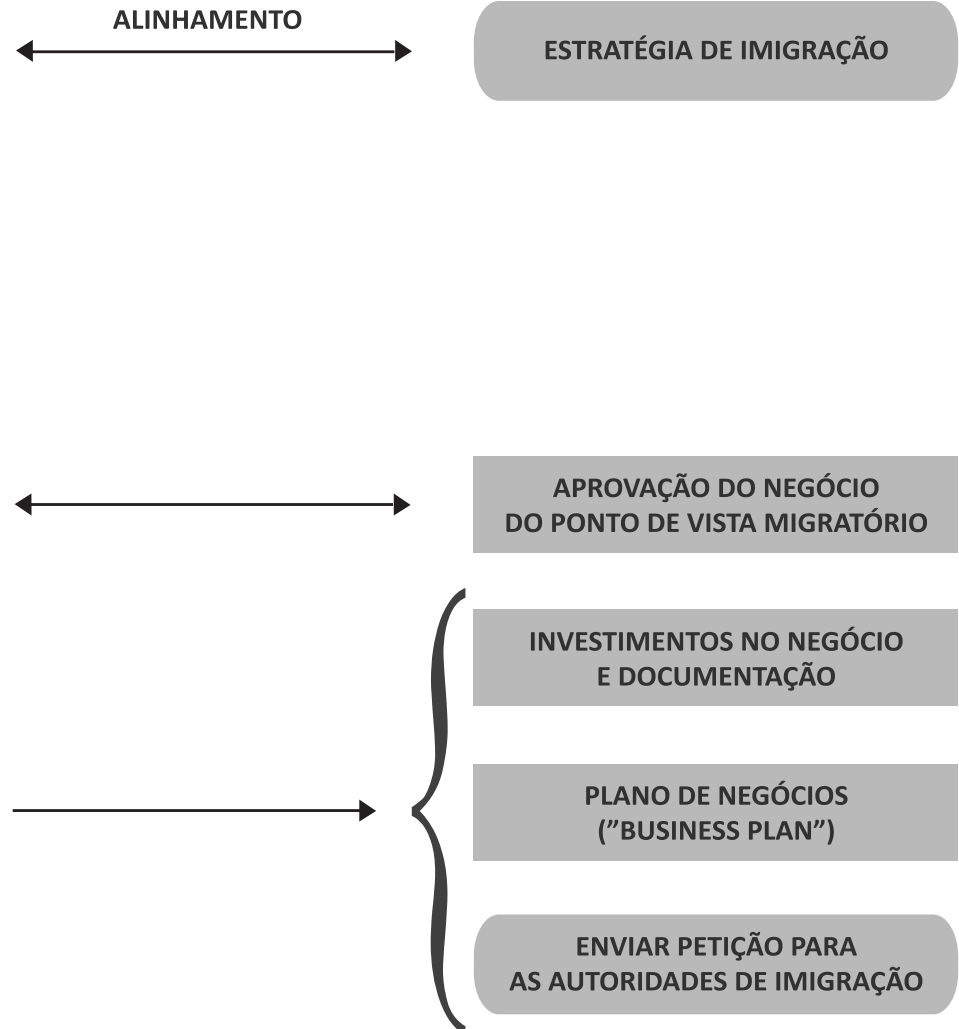 ALINHAMENTO
ESTRATÉGIA DE IMIGRAÇÃO
APROVAÇÃO DO NEGÓCIO
DO PONTO DE VISTA MIGRATÓRIO
INVESTIMENTOS NO NEGÓCIO
E DOCUMENTAÇÃO
PLANO DE NEGÓCIOS
(”BUSINESS PLAN”)
ENVIAR PETIÇÃO PARA
AS AUTORIDADES DE IMIGRAÇÃO